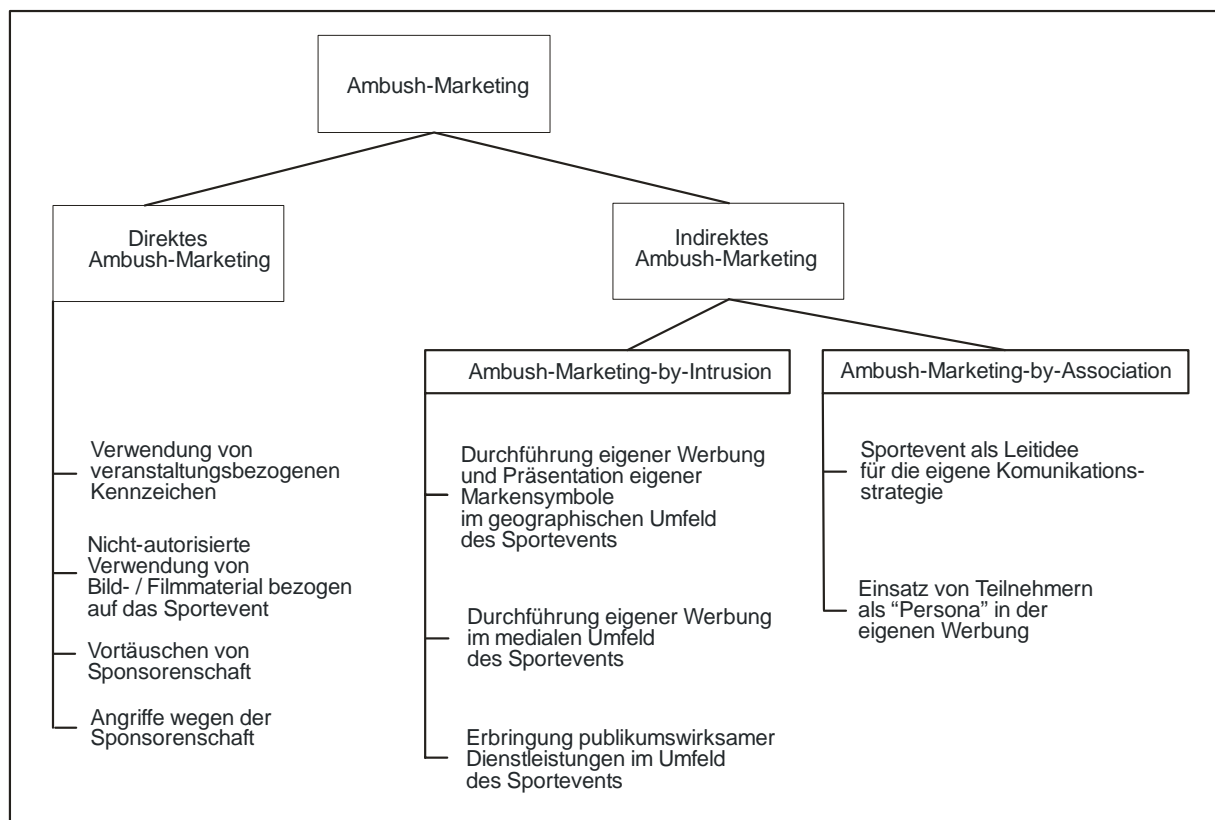 Ambush-Marketing
Direktes
Ambush-Marketing
Indirektes
Ambush-Marketing
Verwendung von
veranstaltungsbezogenen
Kennzeichen
Nicht-autorisierte
Verwendung von
Bild- / Filmmaterial bezogen
auf das Sportevent
Vortäuschen von
Sponsorenschaft
Angriffe wegen der
Sponsorenschaft
Ambush-Marketing-by-Intrusion
Durchführung eigener Werbung
und Präsentation eigener
Markensymbole
im geographischen Umfeld
des Sportevents
Durchführung eigener Werbung
im medialen Umfeld
des Sportevents
Erbringung publikumswirksamer
Dienstleistungen im Umfeld
des Sportevents
Ambush-Marketing-by-Association
Sportevent als Leitidee
für die eigene Komunikations-
strategie
Einsatz von Teilnehmern
als “Persona” in der
eigenen Werbung